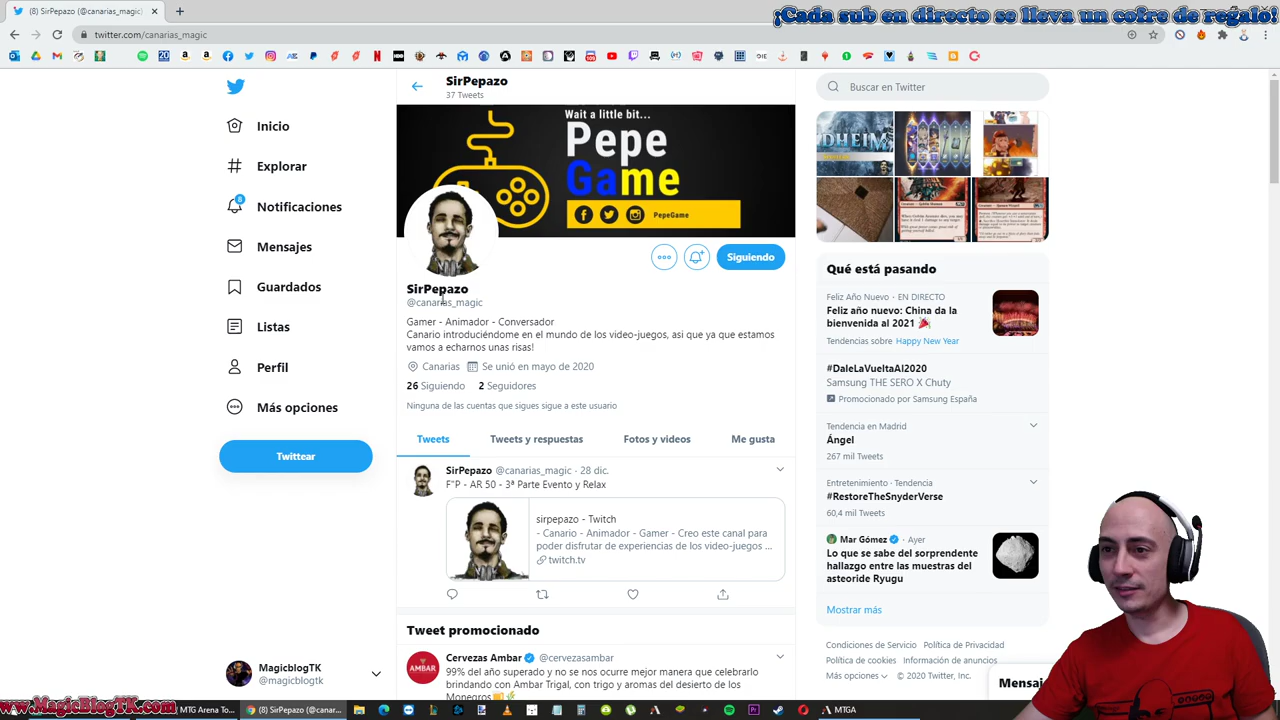 SirPepazo (@canarias_magic)
¡Cada sub en directo se lleva un cofre de regalo!
twitter.com/canarias_magic
SirPepazo
37 Tweets
Buscar en Twitter
Inicio
Explorar
Notificaciones
Mensajes
Guardados
Listas
Perfil
Más opciones
Twittear
Wait a little bit...
Pepe
Game
PepeGame
Siguiendo
SirPepazo
@canarias_magic
Gamer - Animador - Conversador
Canario introduciéndome en el mundo de los video-juegos, asi que ya que estamos
vamos a echarnos unas risas!
Canarias
Se unió en mayo de 2020
26 Siguiendo 2 Seguidores
Ninguna de las cuentas que sigues sigue a este usuario
Tweets
Tweets y respuestas
Fotos y videos
Me gusta
SirPepazo @canarias_magic · 28 dic.
F"P - AR 50 - 3ª Parte Evento y Relax
sirpepazo - Twitch
- Canario - Animador - Gamer - Creo este canal para
poder disfrutar de experiencias de los video-juegos ...
twitch.tv
Tweet promocionado
Cervezas Ambar @cervezasambar
99% del año superado y no se nos ocurre mejor manera que celebrarlo
brindando con Ambar Trigal, con trigo y aromas del desierto de los
Monegros
AMBAR
DHEIM
Qué está pasando
Feliz Año Nuevo · EN DIRECTO
Feliz año nuevo: China da la
bienvenida al 2021
Tendencias sobre Happy New Year
#DaleLaVueltaAl2020
Samsung THE SERO X Chuty
Promocionado por Samsung España
Tendencia en Madrid
Ángel
267 mil Tweets
Entretenimiento · Tendencia
#RestoreTheSnyderVerse
60,4 mil Tweets
Mar Gómez · Ayer
Lo que se sabe del sorprendente
hallazgo entre las muestras del
asteoride Ryugu
Mostrar más
Condiciones de Servicio Política de Privacidad
Política de cookies Información de anuncios
Más opciones © 2020 Twitter, Inc.
Mensaje
MagicblogTK
@magicblogtk
www.MagicBlogTK.com
MTG Arena To...
SirPepazo (@canar...
MTGA